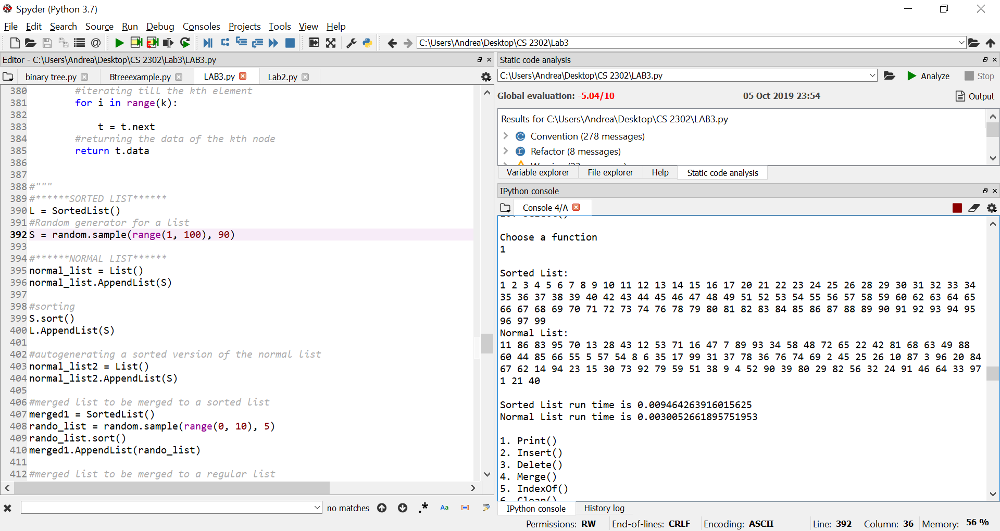 Spyder (Python 3.7)
File Edit Search Source Run Debug Consoles Projects Tools View Help
C:\Users\Andrea\Desktop\CS 2302\Lab3
Editor - C:\Users\Andrea\Desktop\CS 2302\Lab3\LAB3.py
binary tree.py Btreeexample.py LAB3.py Lab2.py
380 #iterating till the kth element
381 for i in range(k):
382
383 t = t.next
384 #returning the data of the kth node
385 return t.data
386
387
388 #"""
389 #******SORTED LIST******
390 L = SortedList()
391 #Random generator for a list
392 S = random.sample(range(1, 100), 90)
393
394 #******NORMAL LIST******
395 normal_list = List()
396 normal_list.AppendList(S)
397
398 #sorting
399 S.sort()
400 L.AppendList(S)
401
402 #autogenerating a sorted version of the normal list
403 normal_list2 = List()
404 normal_list2.AppendList(S)
405
406 #merged list to be merged to a sorted list
407 merged1 = SortedList()
408 rando_list = random.sample(range(0, 10), 5)
409 rando_list.sort()
410 merged1.AppendList(rando_list)
411
412 #merged list to be merged to a regular list
no matches
.* Aa
Static code analysis
C:\Users\Andrea\Desktop\CS 2302\LAB3.py Analyze Stop
Global evaluation: -5.04/10 05 Oct 2019 23:54 Output
Results for C:\Users\Andrea\Desktop\CS 2302\LAB3.py
Convention (278 messages)
Refactor (8 messages)
Variable explorer File explorer Help Static code analysis
IPython console
Console 4/A
Choose a function
1
Sorted List:
1 2 3 4 5 6 7 8 9 10 11 12 13 14 15 16 17 20 21 22 23 24 25 26 28 29 30 31 32 33 34
35 36 37 38 39 40 42 43 44 45 46 47 48 49 51 52 53 54 55 56 57 58 59 60 62 63 64 65
66 67 68 69 70 71 72 73 74 76 78 79 80 81 82 83 84 85 86 87 88 89 90 91 92 93 94 95
96 97 99
Normal List:
11 86 83 95 70 13 28 43 12 53 71 16 47 7 89 93 34 58 48 72 65 22 42 81 68 63 49 88
60 44 85 66 55 5 57 54 8 6 35 17 99 31 37 78 36 76 74 69 2 45 25 26 10 87 3 96 20 84
67 62 14 94 23 15 30 73 92 79 59 51 38 9 4 52 90 39 80 29 82 56 32 24 91 46 64 33 97
1 21 40
Sorted List run time is 0.009464263916015625
Normal List run time is 0.0030052661895751953
1. Print()
2. Insert()
3. Delete()
4. Merge()
5. IndexOf()
6. Clear()
IPython console History log
Permissions: RW End-of-lines: CRLF Encoding: ASCII Line: 392 Column: 36 Memory: 56 %